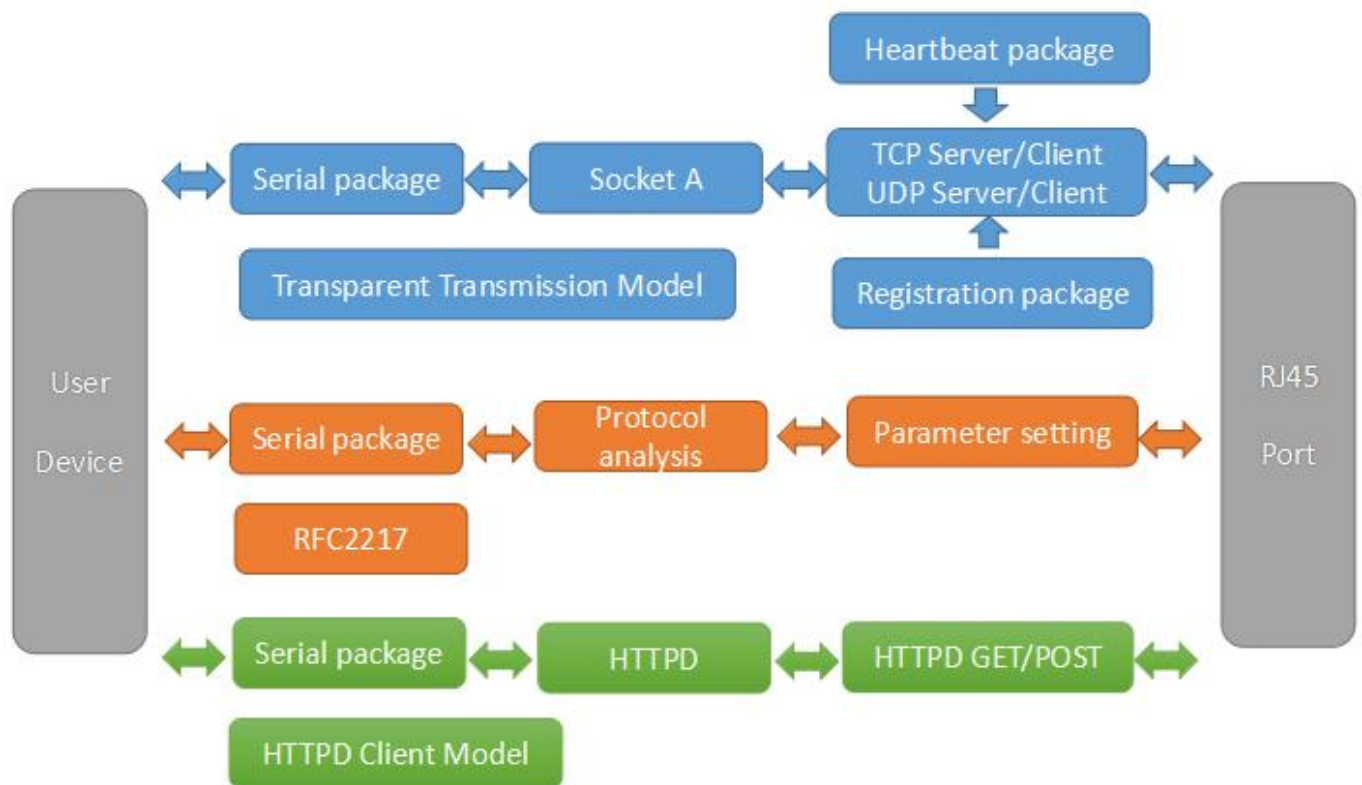 Heartbeat package
Serial package
Socket A
TCP Server/Client
UDP Server/Client
Transparent Transmission Model
Registration package
User
Device
RJ45
Port
Serial package
Protocol
analysis
Parameter setting
RFC2217
Serial package
HTTPD
HTTPD GET/POST
HTTPD Client Model